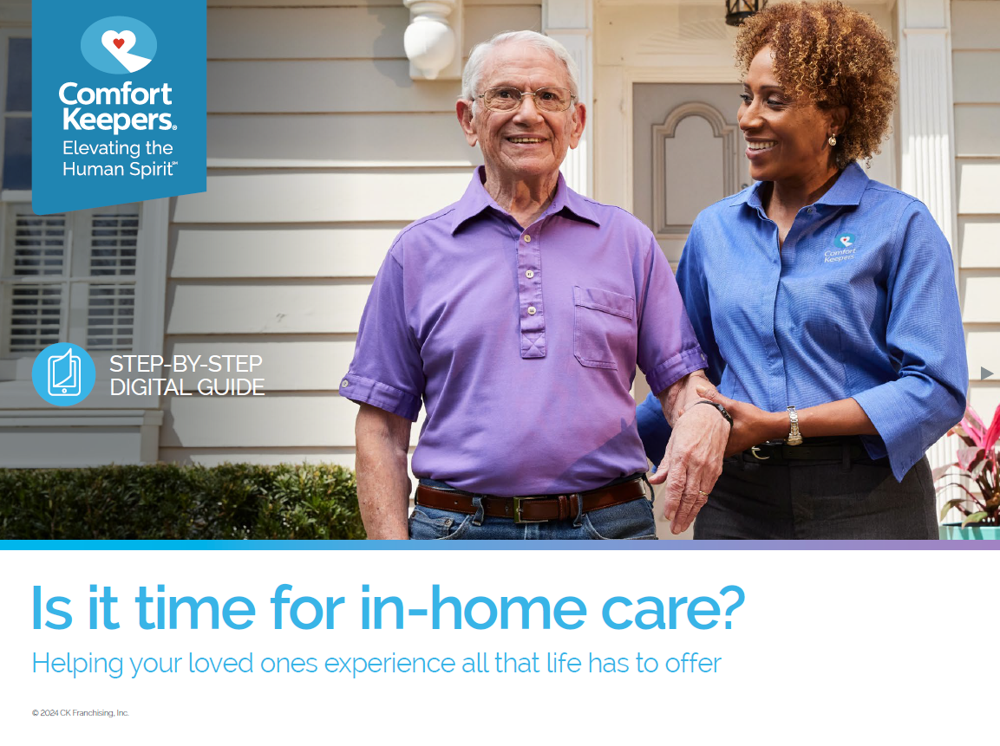 Comfort
Keepers®
Elevating the
Human Spirit℠
Comfort
Keepers
STEP-BY-STEP
DIGITAL GUIDE
Is it time for in-home care?
Helping your loved ones experience all that life has to offer
© 2024 CK Franchising, Inc.